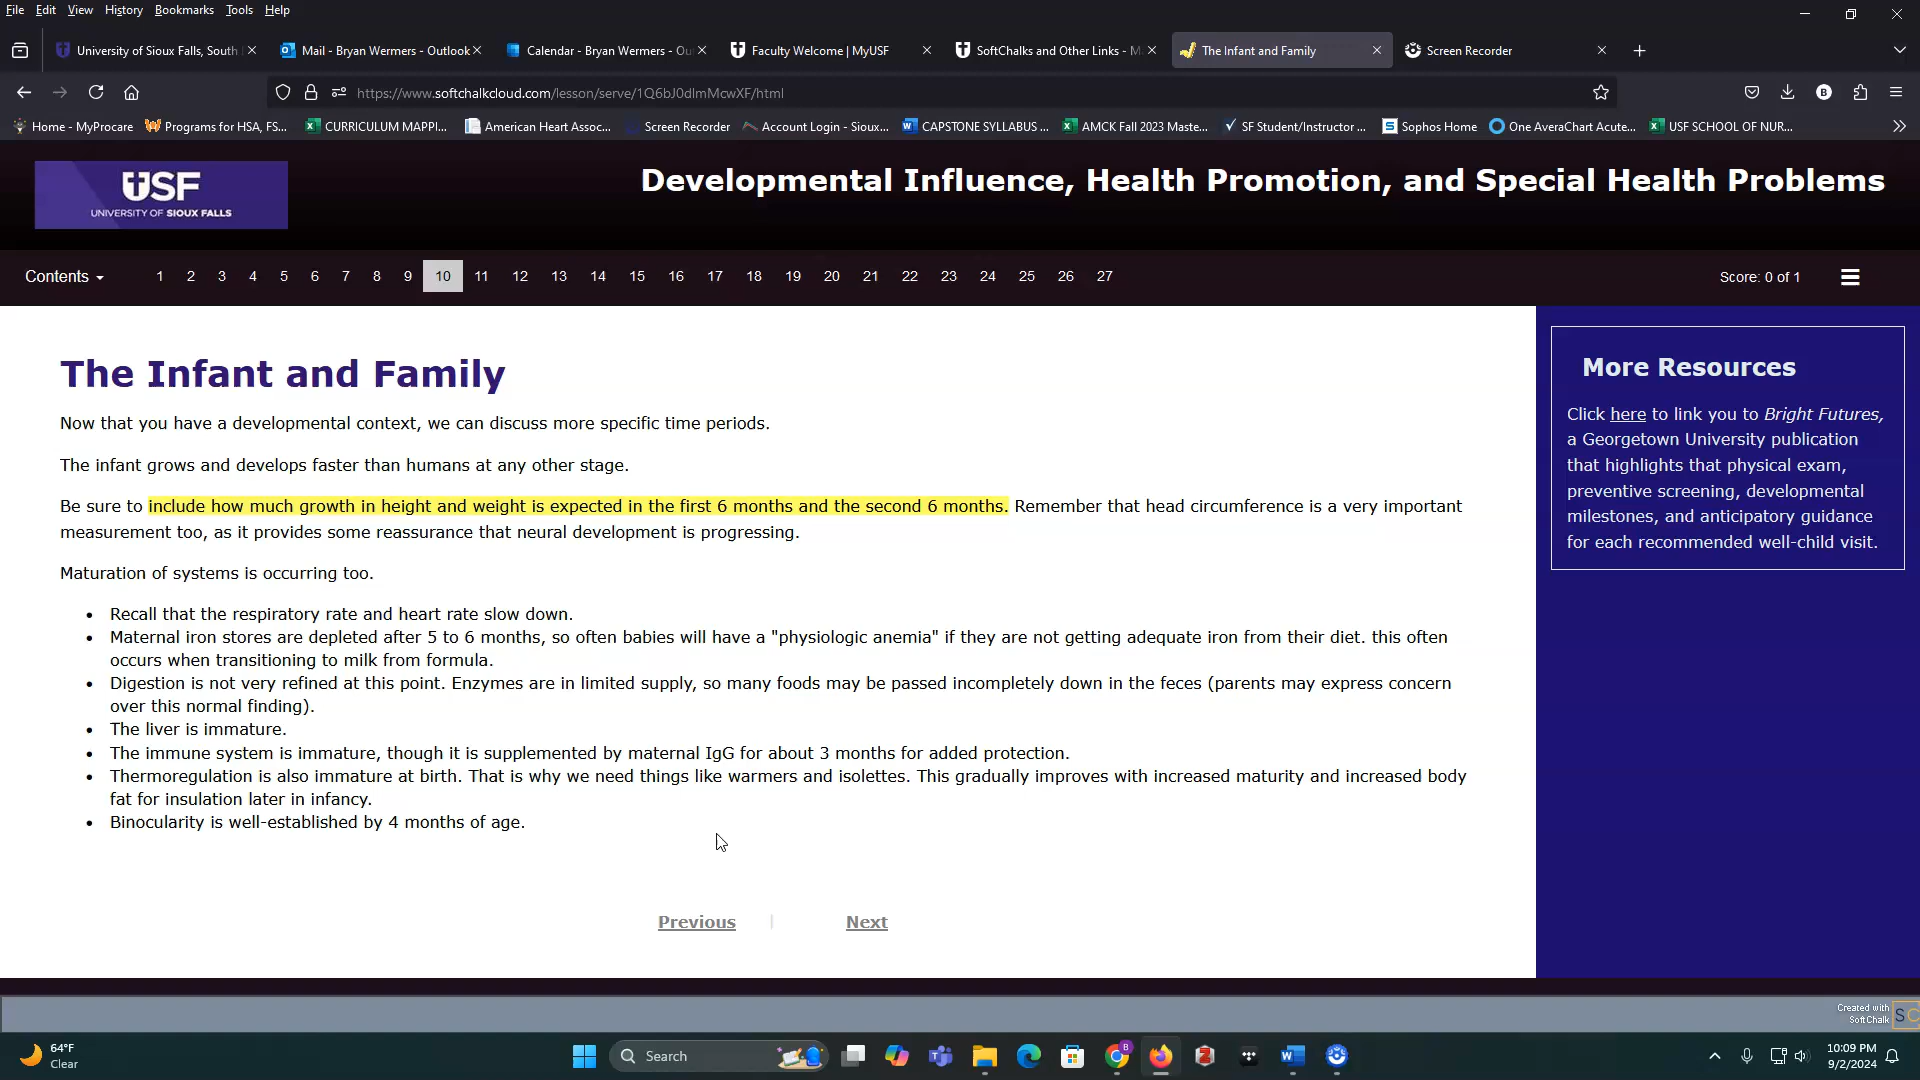 File Edit View History Bookmarks Tools Help
University of Sioux Falls, South Mail - Bryan Wermers - Outlook Calendar - Bryan Wermers - Ou Faculty Welcome | MyUSF SoftChalks and Other Links - M The Infant and Family Screen Recorder
https://www.softchalkcloud.com/lesson/serve/1Q6bJ0dlmMcwXF/html
Home - MyProcare Programs for HSA, FS... CURRICULUM MAPPI... American Heart Assoc... Screen Recorder Account Login - Sioux... CAPSTONE SYLLABUS ... AMCK Fall 2023 Maste... SF Student/Instructor ... Sophos Home One AveraChart Acute... USF SCHOOL OF NUR...
USF
UNIVERSITY OF SIOUX FALLS
Developmental Influence, Health Promotion, and Special Health Problems
Contents 1 2 3 4 5 6 7 8 9 10 11 12 13 14 15 16 17 18 19 20 21 22 23 24 25 26 27 Score: 0 of 1
The Infant and Family
Now that you have a developmental context, we can discuss more specific time periods.
The infant grows and develops faster than humans at any other stage.
Be sure to include how much growth in height and weight is expected in the first 6 months and the second 6 months. Remember that head circumference is a very important
measurement too, as it provides some reassurance that neural development is progressing.
Maturation of systems is occurring too.
• Recall that the respiratory rate and heart rate slow down.
• Maternal iron stores are depleted after 5 to 6 months, so often babies will have a "physiologic anemia" if they are not getting adequate iron from their diet. this often
occurs when transitioning to milk from formula.
• Digestion is not very refined at this point. Enzymes are in limited supply, so many foods may be passed incompletely down in the feces (parents may express concern
over this normal finding).
• The liver is immature.
• The immune system is immature, though it is supplemented by maternal IgG for about 3 months for added protection.
• Thermoregulation is also immature at birth. That is why we need things like warmers and isolettes. This gradually improves with increased maturity and increased body
fat for insulation later in infancy.
• Binocularity is well-established by 4 months of age.
Previous | Next
More Resources
Click here to link you to Bright Futures,
a Georgetown University publication
that highlights that physical exam,
preventive screening, developmental
milestones, and anticipatory guidance
for each recommended well-child visit.
Created with
SoftChalk SC
64°F
Clear
Search
10:09 PM
9/2/2024